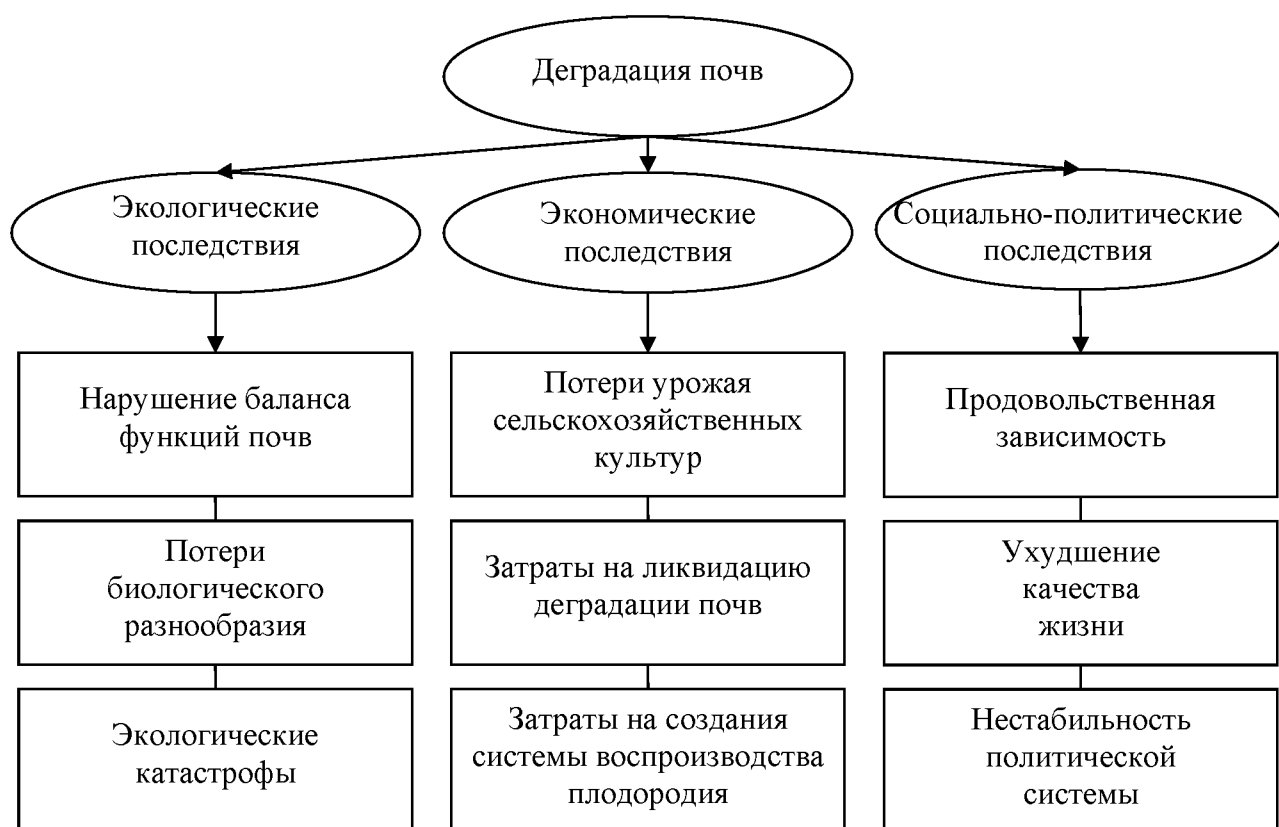 Деградация почв
Экологические
последствия
Экономические
последствия
Социально-политические
последствия
Нарушение баланса
функций почв
Потери урожая
сельскохозяйственных
культур
Продовольственная
зависимость
Потери
биологического
разнообразия
Затраты на ликвидацию
деградации почв
Ухудшение
качества
жизни
Экологические
катастрофы
Затраты на создания
системы воспроизводства
плодородия
Нестабильность
политической
системы